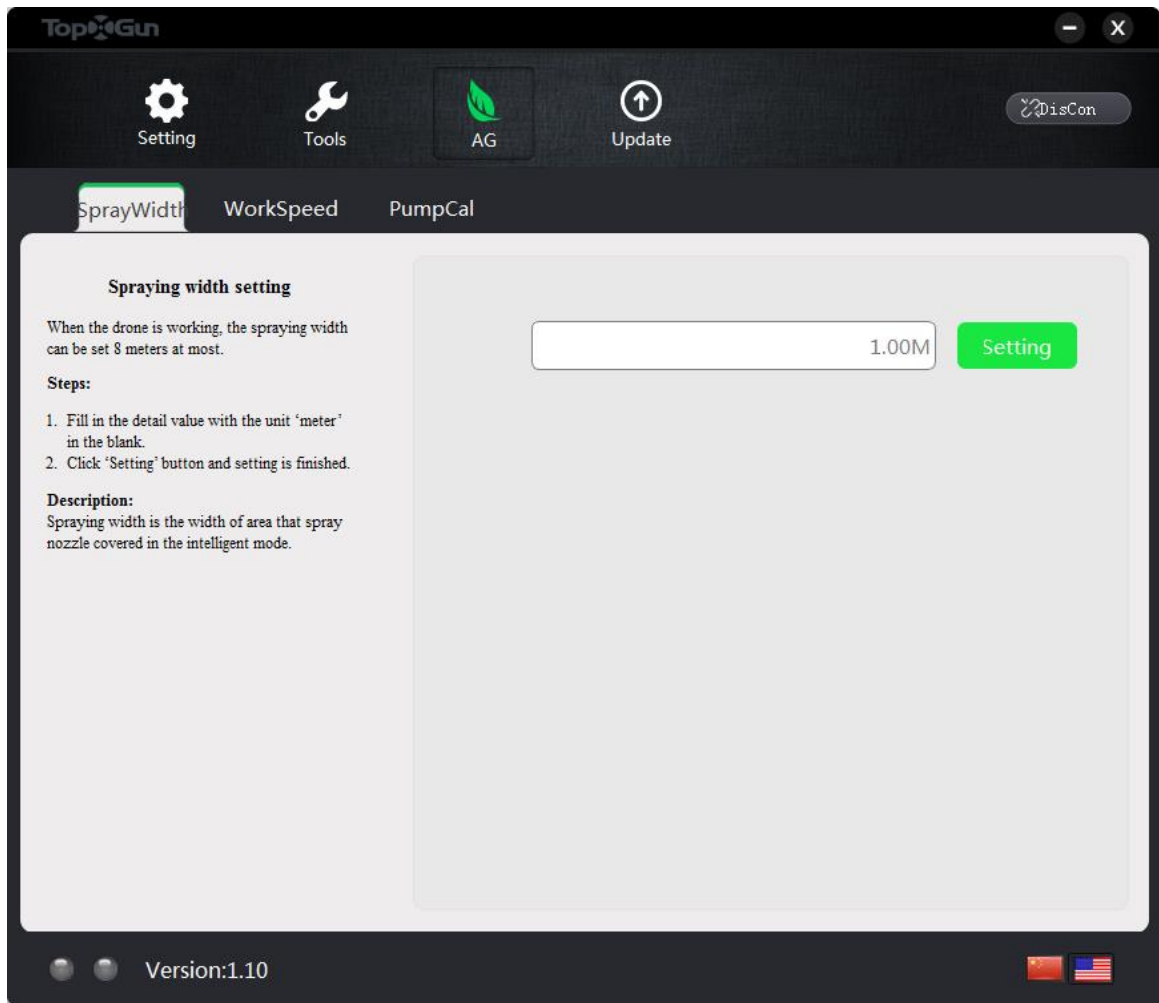 TopGun
Setting
Tools
AG
Update
DisCon
SprayWidth
WorkSpeed
PumpCal
Spraying width setting
When the drone is working, the spraying width
can be set 8 meters at most.
Steps:
1. Fill in the detail value with the unit ‘meter’
in the blank.
2. Click ‘Setting’ button and setting is finished.
Description:
Spraying width is the width of area that spray
nozzle covered in the intelligent mode.
1.00M
Setting
Version:1.10